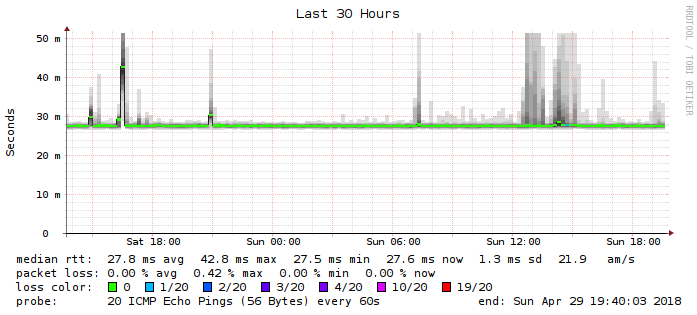 Last 30 Hours
RRDTOOL / TOBI OETIKER
Seconds
50 m
40 m
30 m
20 m
10 m
0
Sat 18:00 Sun 00:00 Sun 06:00 Sun 12:00 Sun 18:00
median rtt: 27.8 ms avg 42.8 ms max 27.5 ms min 27.6 ms now 1.3 ms sd 21.9 am/s
packet loss: 0.00 % avg 0.42 % max 0.00 % min 0.00 % now
loss color: 0 1/20 2/20 3/20 4/20 10/20 19/20
probe: 20 ICMP Echo Pings (56 Bytes) every 60s end: Sun Apr 29 19:40:03 2018